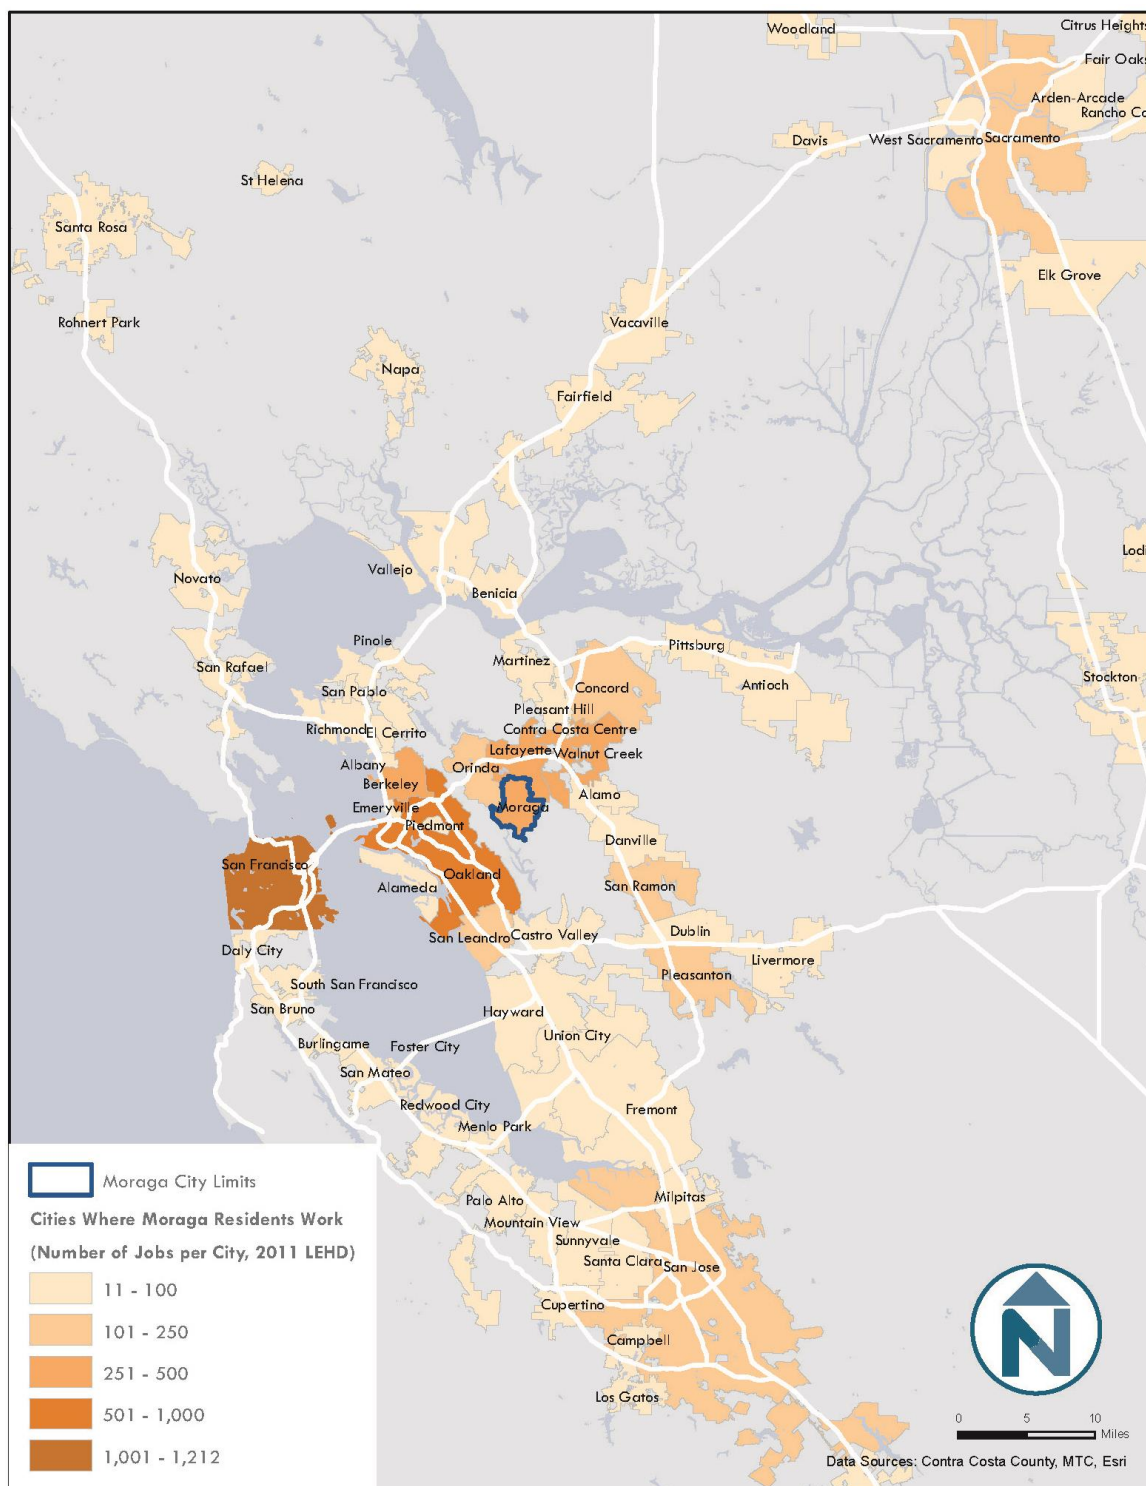 Woodland
Citrus Heights
Fair Oaks
Arden-Arcade
Rancho Co
Davis
West Sacramento
Sacramento
St Helena
Santa Rosa
Elk Grove
Rohnert Park
Vacaville
Napa
Fairfield
Lodi
Vallejo
Novato
Benicia
Pinole
Pittsburg
San Rafael
Martinez
Stockton
San Pablo
Concord
Antioch
Pleasant Hill
Richmond
El Cerrito
Contra Costa Centre
Lafayette
Walnut Creek
Albany
Orinda
Berkeley
Alamo
Emeryville
Moraga
Piedmont
Danville
San Francisco
Oakland
Alameda
San Ramon
San Leandro
Castro Valley
Dublin
Daly City
Livermore
Pleasanton
South San Francisco
San Bruno
Hayward
Union City
Burlingame
Foster City
San Mateo
Redwood City
Fremont
Menlo Park
Palo Alto
Milpitas
Mountain View
Sunnyvale
Santa Clara
San Jose
Cupertino
Campbell
Los Gatos
Moraga City Limits
Cities Where Moraga Residents Work
(Number of Jobs per City, 2011 LEHD)
11 - 100
101 - 250
251 - 500
501 - 1,000
1,001 - 1,212
N
0 5 10
Miles
Data Sources: Contra Costa County, MTC, Esri